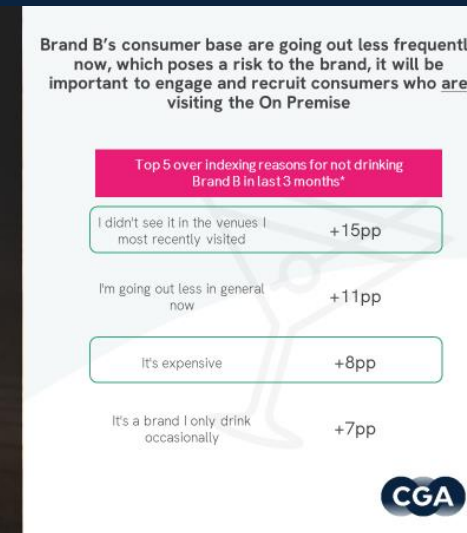 Brand B's consumer base are going out less frequentl
now, which poses a risk to the brand, it will be
important to engage and recruit consumers who are
visiting the On Premise
Top 5 over indexing reasons for not drinking
Brand B in last 3 months*
I didn't see it in the venues I
most recently visited
+15pp
I'm going out less in general
now
+11pp
It's expensive
+8pp
It's a brand I only drink
occasionally
+7pp
CGA